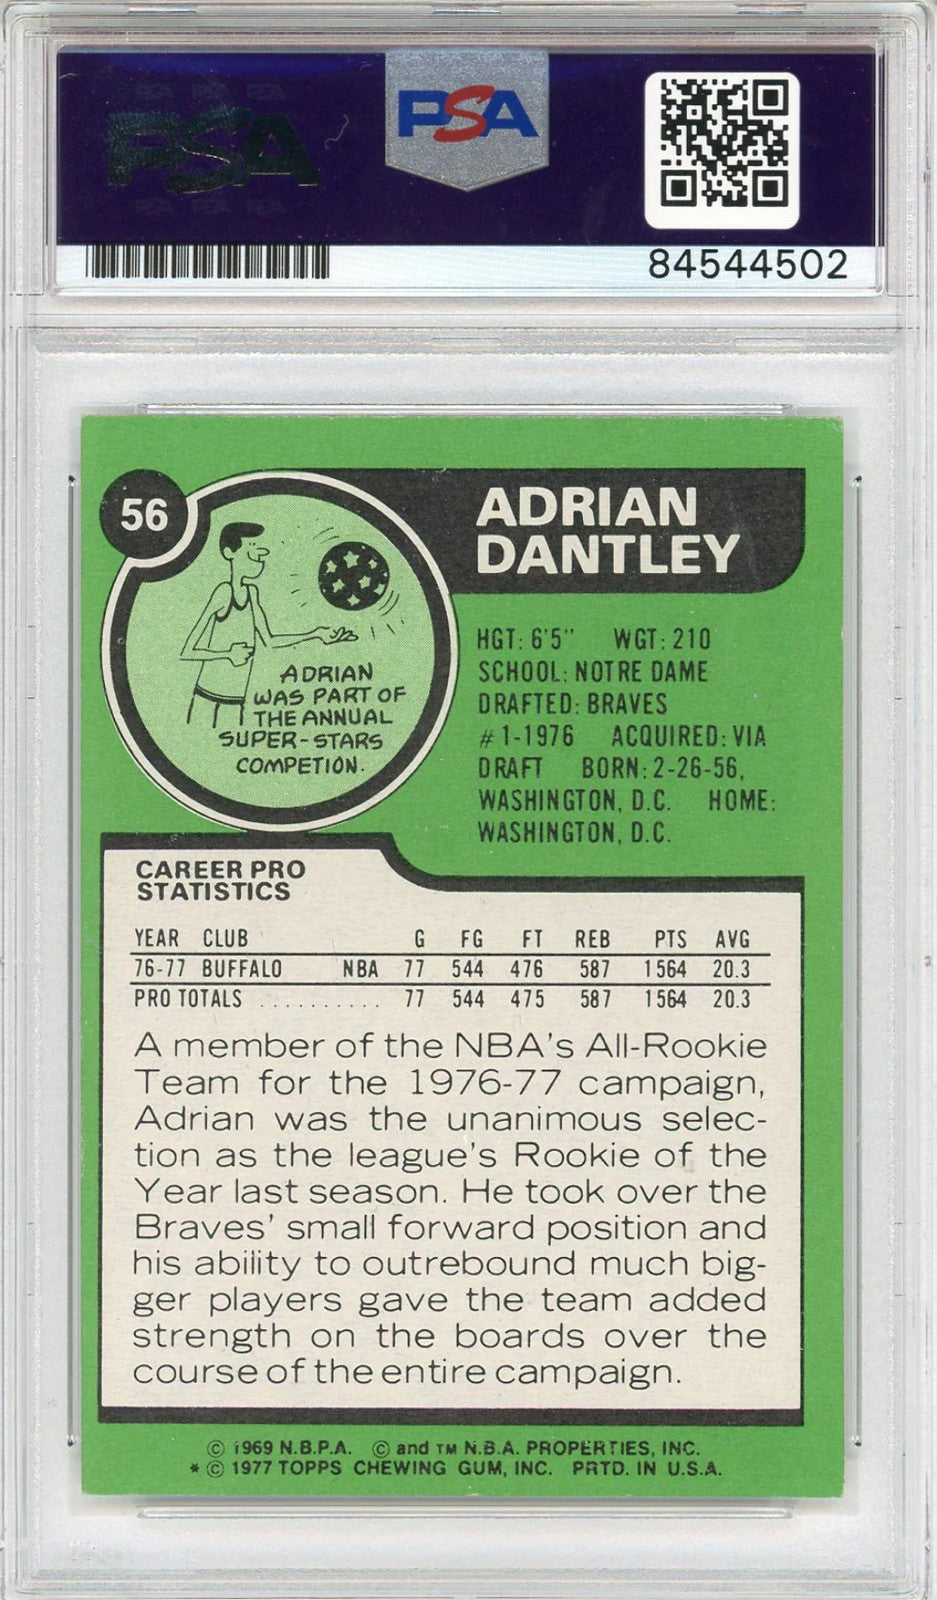 PSA
PSA
84544502
56
ADRIAN
DANTLEY
ADRIAN
WAS PART OF
THE ANNUAL
SUPER-STARS
COMPETION.
HGT: 6'5" WGT: 210
SCHOOL: NOTRE DAME
DRAFTED: BRAVES
#1-1976 ACQUIRED: VIA
DRAFT BORN: 2-26-56,
WASHINGTON, D.C. HOME:
WASHINGTON, D.C.
CAREER PRO
STATISTICS
YEAR CLUB G FG FT REB PTS AVG
76-77 BUFFALO NBA 77 544 476 587 1564 20.3
PRO TOTALS .......... 77 544 475 587 1564 20.3
A member of the NBA's All-Rookie
Team for the 1976-77 campaign,
Adrian was the unanimous selec-
tion as the league's Rookie of the
Year last season. He took over the
Braves' small forward position and
his ability to outrebound much big-
ger players gave the team added
strength on the boards over the
course of the entire campaign.
© 1969 N.B.P.A. © and TM N.B.A. PROPERTIES, INC.
* © 1977 TOPPS CHEWING GUM, INC. PRTD. IN U.S.A.